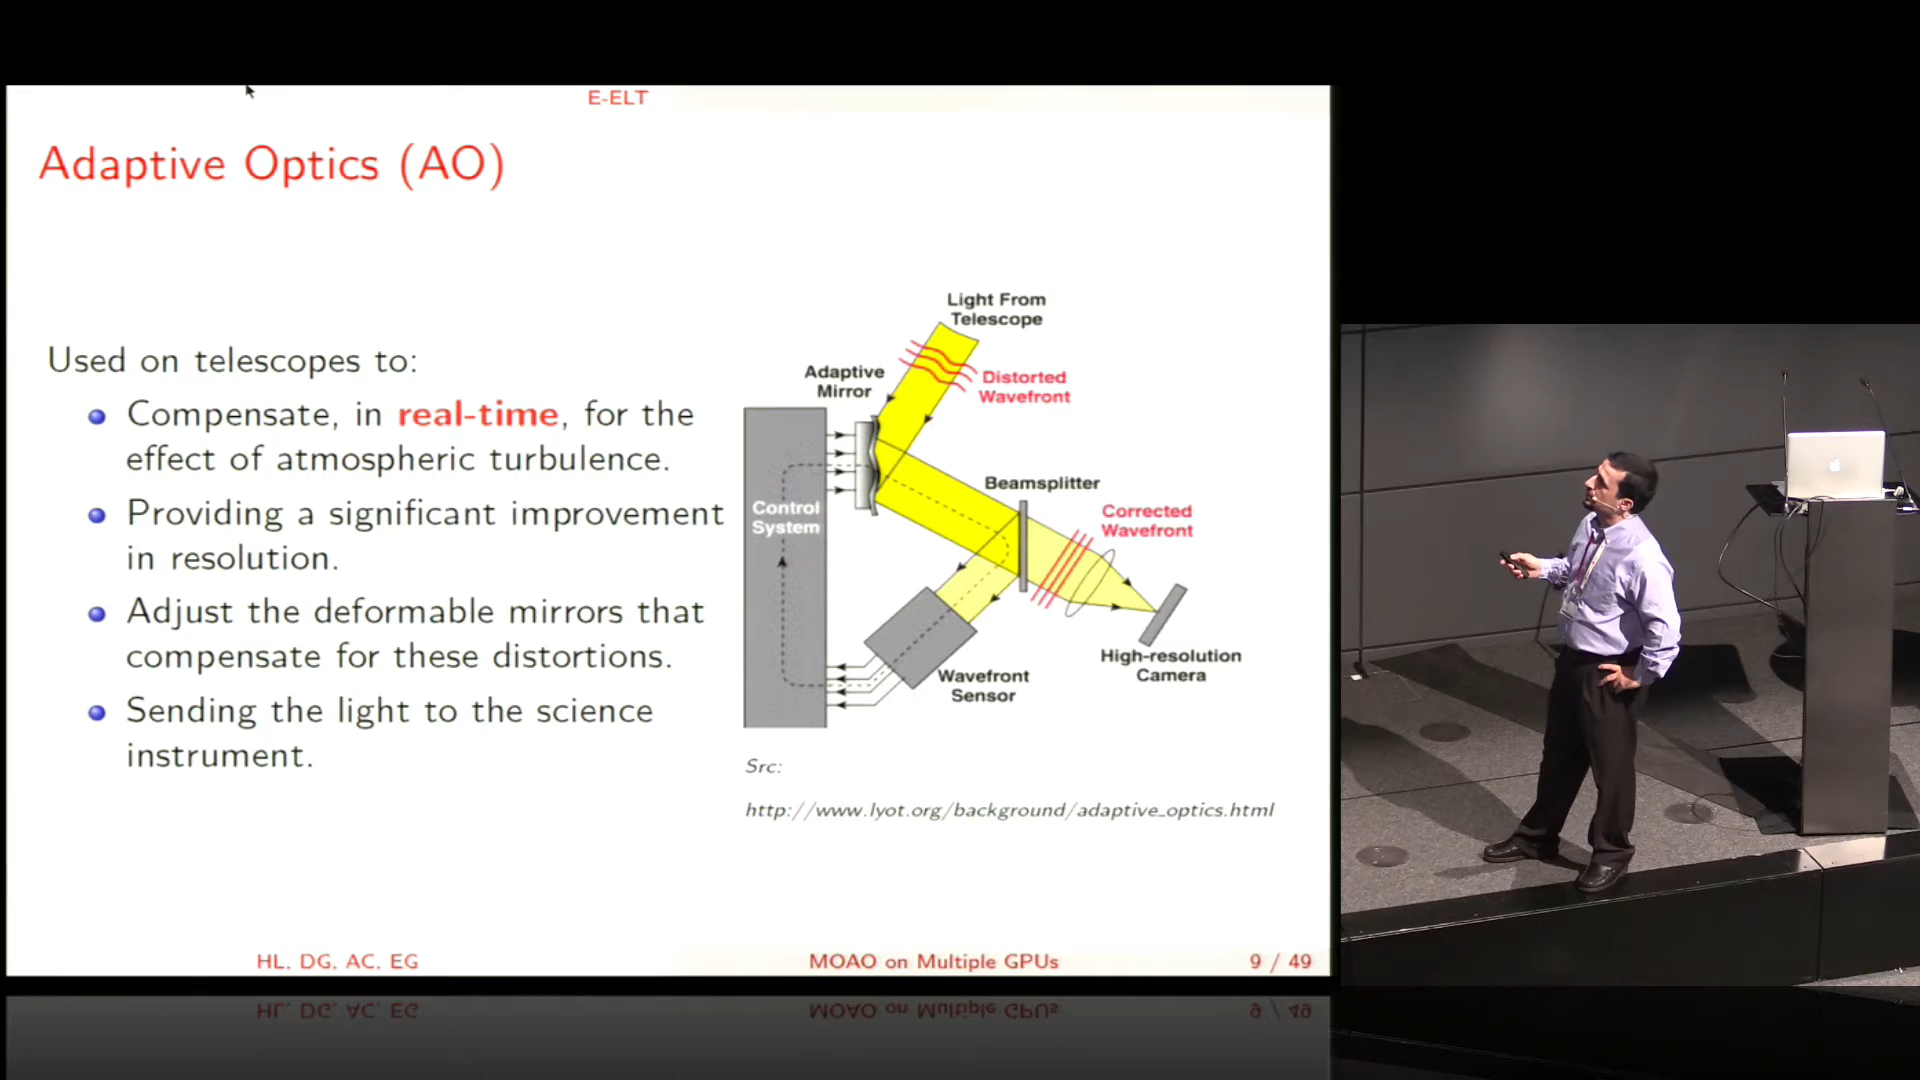 E-ELT
Adaptive Optics (AO)
Used on telescopes to:
Compensate, in real-time, for the
effect of atmospheric turbulence.
Providing a significant improvement
in resolution.
Adjust the deformable mirrors that
compensate for these distortions.
Sending the light to the science
instrument.
Light From
Telescope
Adaptive
Mirror
Distorted
Wavefront
Beamsplitter
Control
System
Corrected
Wavefront
High-resolution
Camera
Wavefront
Sensor
Src:
http://www.lyot.org/background/adaptive_optics.html
HL, DG, AC, EG
MOAO on Multiple GPUs
9 / 49